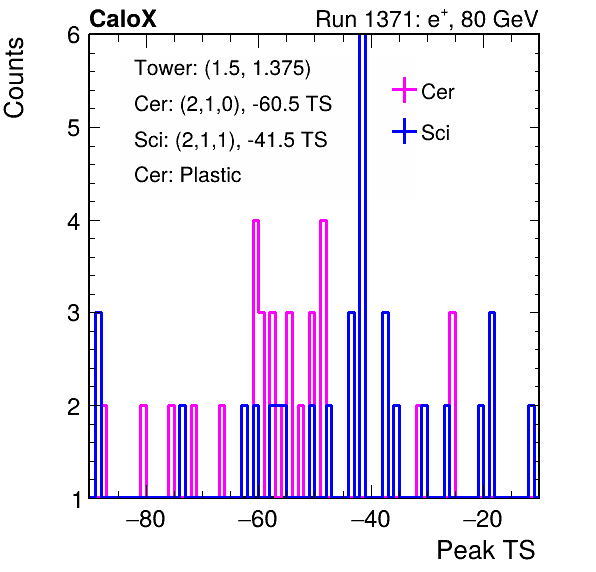 CaloX
Run 1371: e+, 80 GeV
Counts
Tower: (1.5, 1.375)
Cer: (2,1,0), -60.5 TS
Sci: (2,1,1), -41.5 TS
Cer: Plastic
Cer
Sci
6
5
4
3
2
1
−80
−60
−40
−20
Peak TS